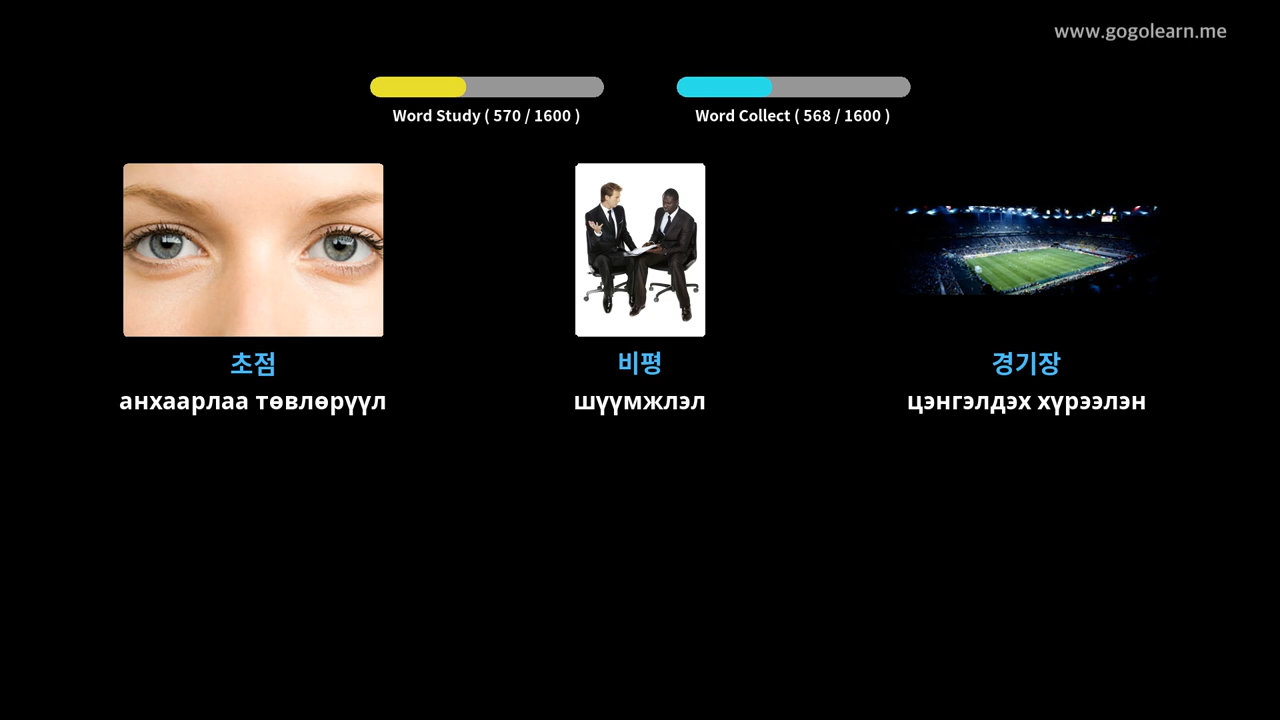 www.gogolearn.me
Word Study ( 570 / 1600 )
Word Collect ( 568 / 1600 )
초점
비평
경기장
анхаарлаа төвлөрүүл
шүүмжлэл
цэнгэлдэх хүрээлэн